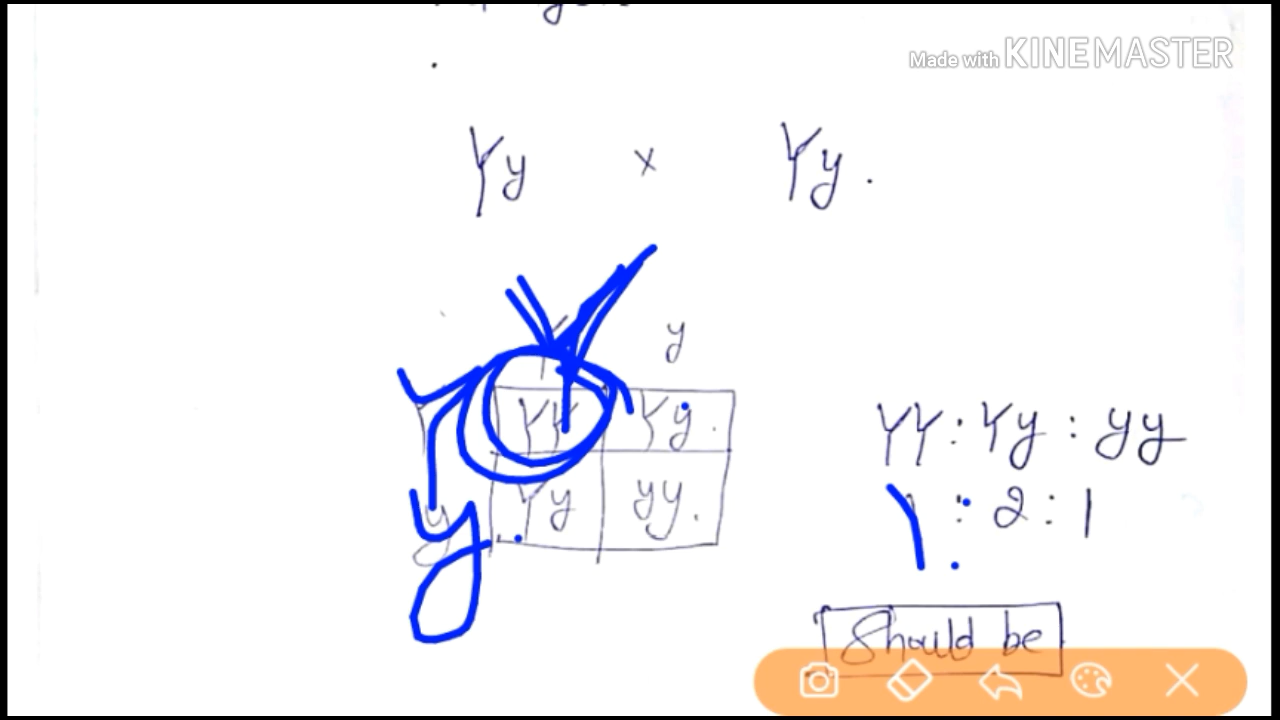 Made with KINEMASTER
Yy x Yy.
Y y
Y YY Yy.
y Yy yy.
YY : Yy : yy
1 : 2 : 1
Should be